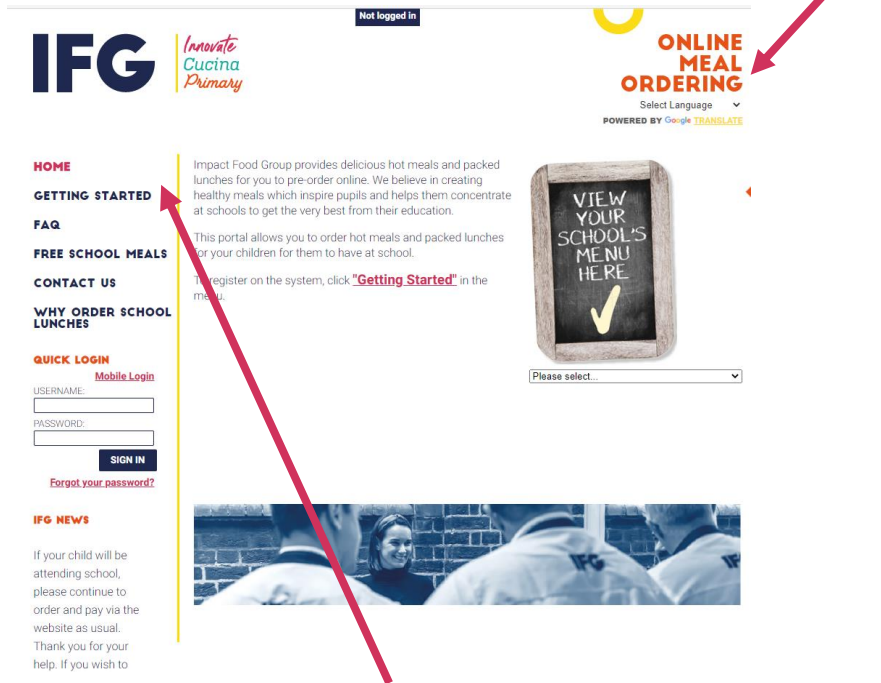 Not logged in
IFG
Innovate
Cucina
Primary
ONLINE
MEAL
ORDERING
Select Language
POWERED BY Google TRANSLATE
HOME
GETTING STARTED
FAQ
FREE SCHOOL MEALS
CONTACT US
WHY ORDER SCHOOL
LUNCHES
QUICK LOGIN
Mobile Login
USERNAME:
PASSWORD:
SIGN IN
Forgot your password?
IFG NEWS
If your child will be
attending school,
please continue to
order and pay via the
website as usual.
Thank you for your
help. If you wish to
Impact Food Group provides delicious hot meals and packed
lunches for you to pre-order online. We believe in creating
healthy meals which inspire pupils and helps them concentrate
at schools to get the very best from their education.
This portal allows you to order hot meals and packed lunches
for your children for them to have at school.
To register on the system, click "Getting Started" in the
menu.
VIEW
YOUR
SCHOOL'S
MENU
HERE
Please select...
IFG
IF